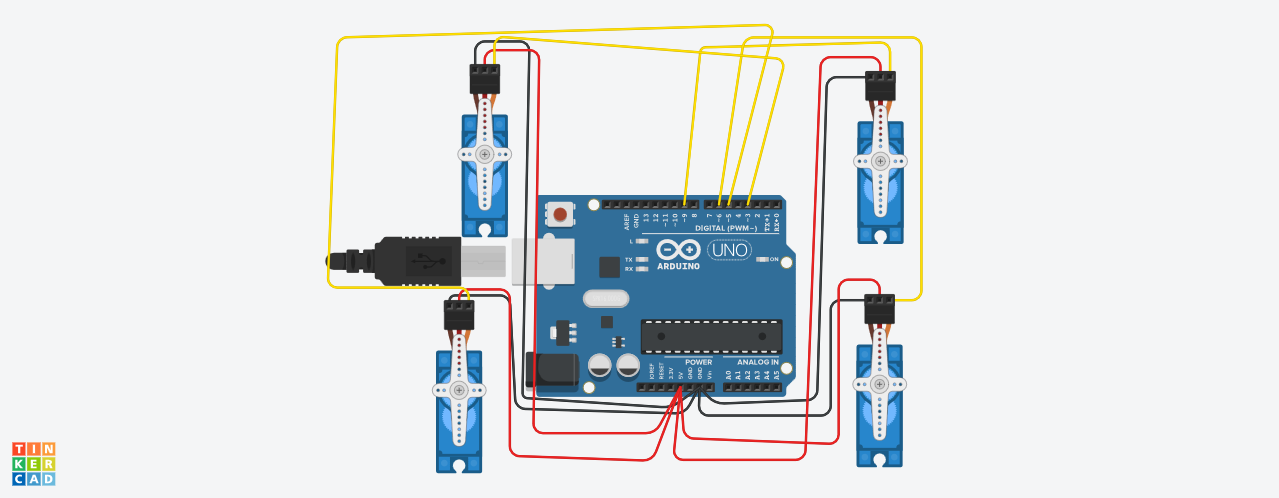 AREF
GND
13
12
~11
~10
~9
8
7
~6
~5
4
~3
2
TX→1
RX←0
DIGITAL (PWM~)
L
TX
RX
ARDUINO
UNO
ON
POWER
ANALOG IN
IOREF
RESET
3.3V
5V
GND
GND
Vin
A0
A1
A2
A3
A4
A5
TIN
KER
CAD